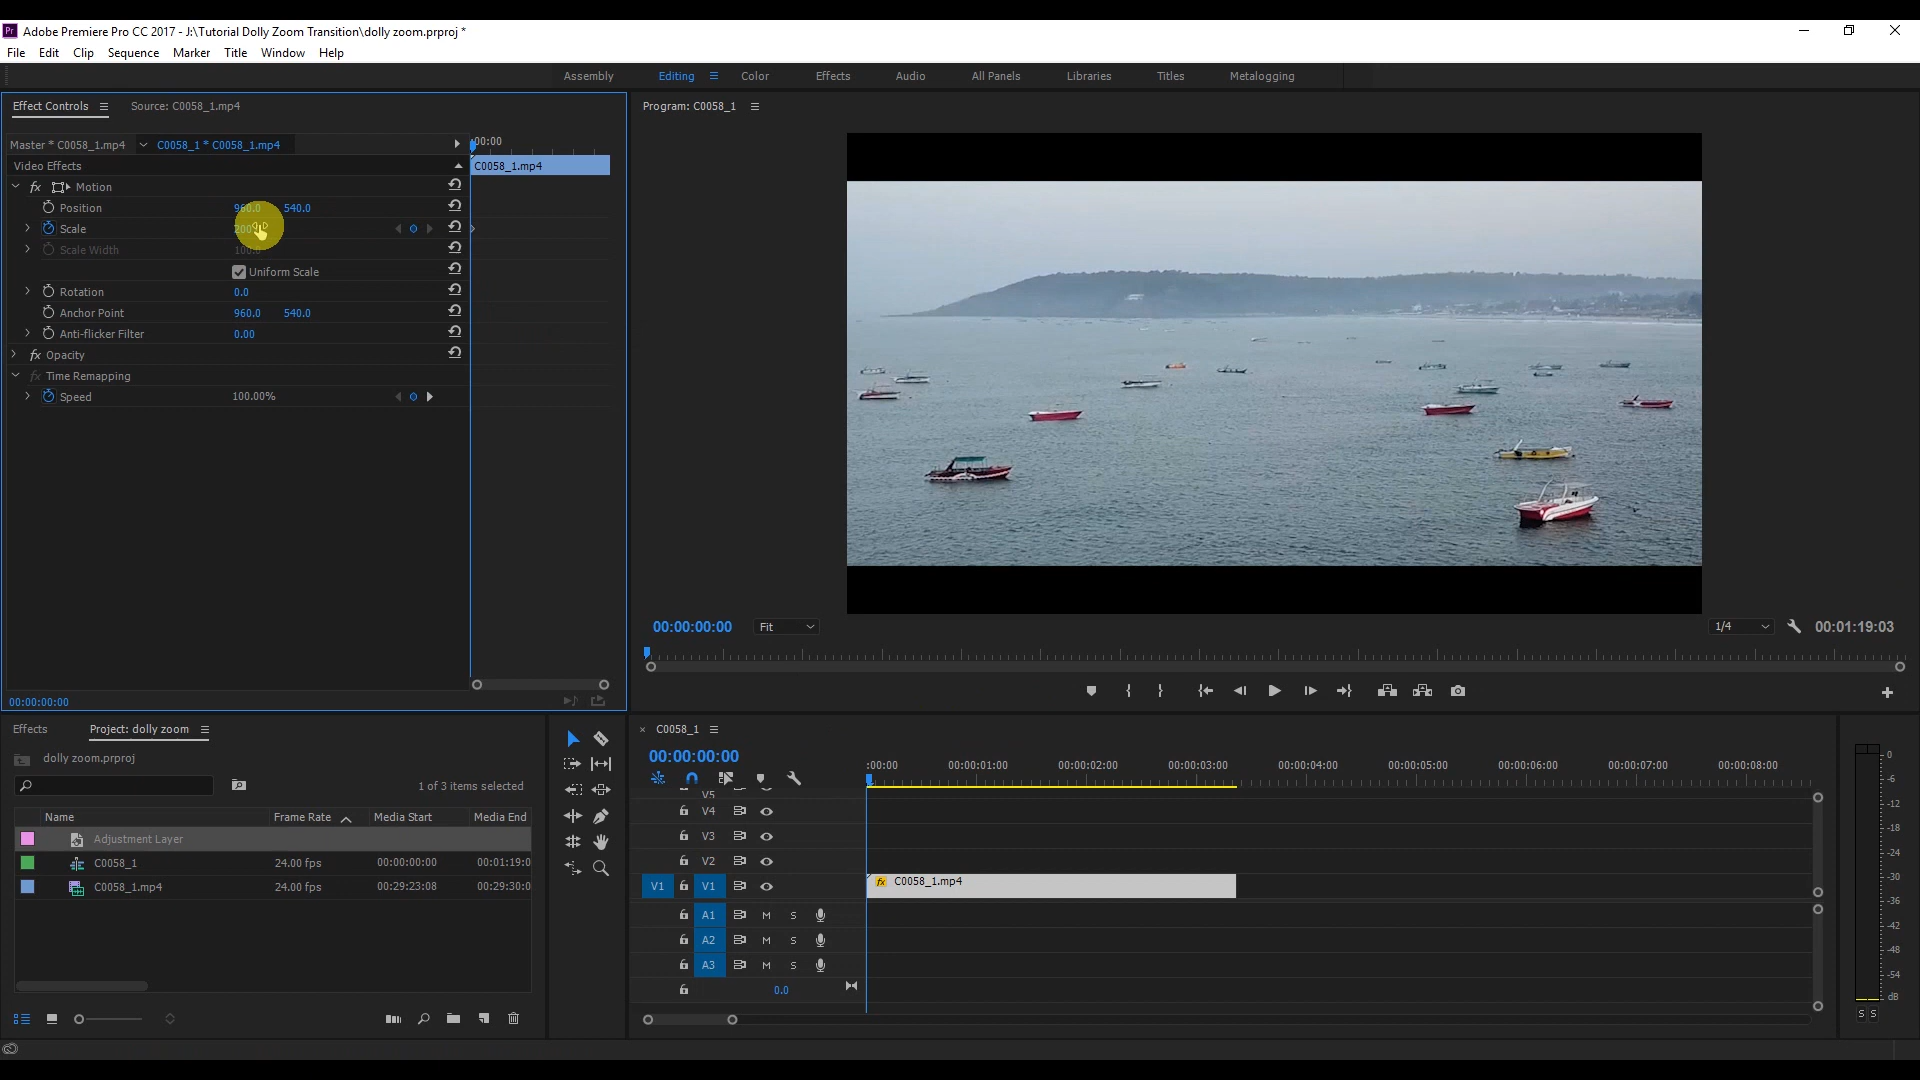 Adobe Premiere Pro CC 2017 - J:\Tutorial Dolly Zoom Transition\dolly zoom.prproj *
File Edit Clip Sequence Marker Title Window Help
Assembly Editing Color Effects Audio All Panels Libraries Titles Metalogging
Effect Controls Source: C0058_1.mp4
Program: C0058_1
Master * C0058_1.mp4 C0058_1 * C0058_1.mp4
:00:00
Video Effects
C0058_1.mp4
fx Motion
Position 960.0 540.0
Scale
Scale Width 100.0
Uniform Scale
Rotation 0.0
Anchor Point 960.0 540.0
Anti-flicker Filter 0.00
fx Opacity
fx Time Remapping
Speed 100.00%
00:00:00:00 Fit 1/4 00:01:19:03
00:00:00:00
Effects Project: dolly zoom
dolly zoom.prproj
1 of 3 items selected
Name Frame Rate Media Start Media End
Adjustment Layer
C0058_1 24.00 fps 00:00:00:00 00:01:19:0
C0058_1.mp4 24.00 fps 00:29:23:08 00:29:30:0
× C0058_1
00:00:00:00
:00:00 00:00:01:00 00:00:02:00 00:00:03:00 00:00:04:00 00:00:05:00 00:00:06:00 00:00:07:00 00:00:08:00
V5
V4
V3
V2
V1 V1 fx C0058_1.mp4
A1 M S
A2 M S
A3 M S
0.0
0
-6
-12
-18
-24
-30
-36
-42
-48
-54
dB
S S